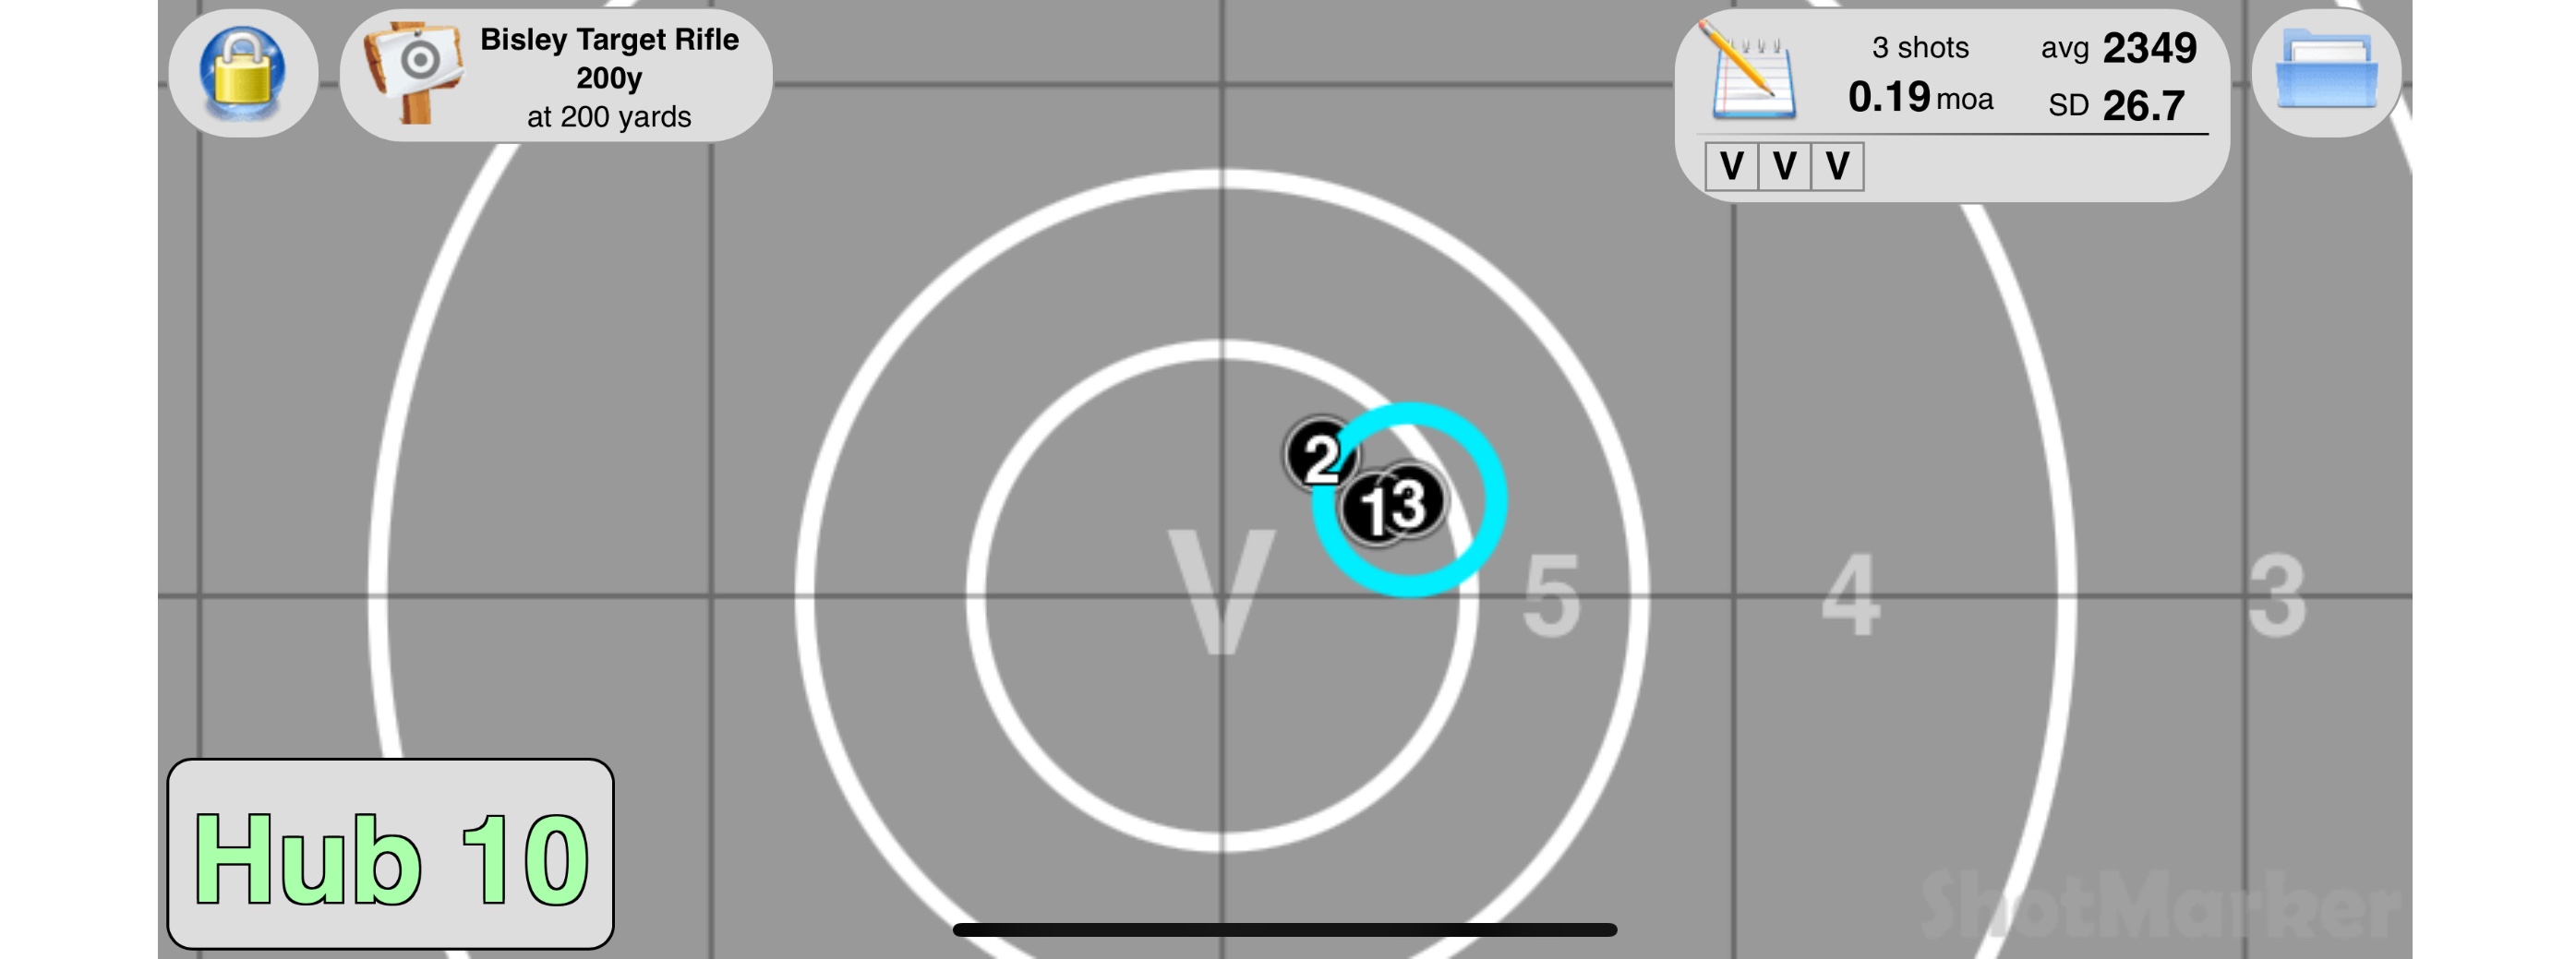 Bisley Target Rifle
200y
at 200 yards
3 shots
0.19 moa
avg 2349
SD 26.7
V V V
2
1 3
V 5 4 3
Hub 10
ShotMarker